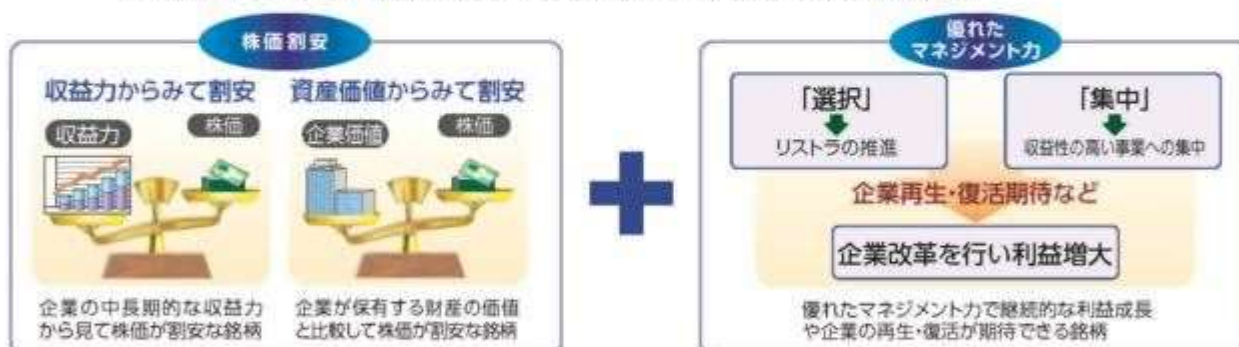 株価割安
収益力からみて割安
収益力
株価
企業の中長期的な収益力
から見て株価が割安な銘柄
資産価値からみて割安
企業価値
株価
企業が保有する財産の価値
と比較して株価が割安な銘柄
優れた
マネジメント力
「選択」
リストラの推進
「集中」
収益性の高い事業への集中
企業再生・復活期待など
企業改革を行い利益増大
優れたマネジメント力で継続的な利益成長
や企業の再生・復活が期待できる銘柄